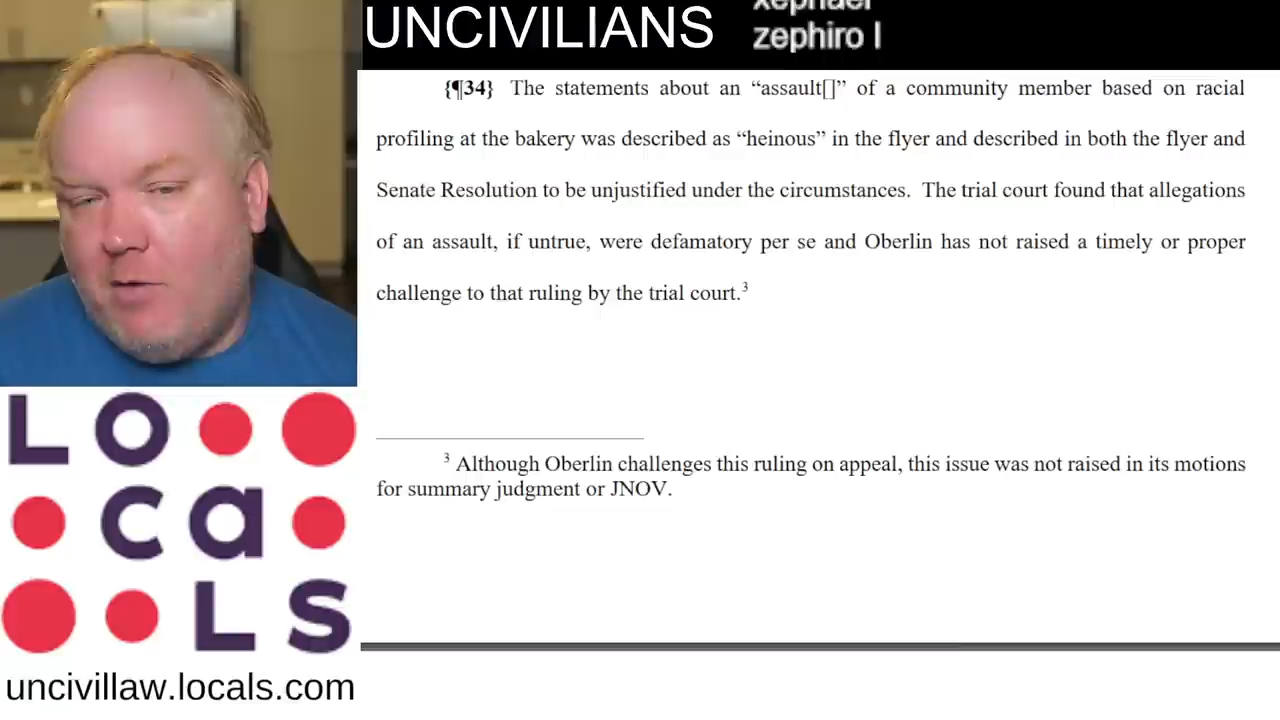 UNCIVILIANS
xephael
zephiro l
{¶34} The statements about an “assault[]” of a community member based on racial
profiling at the bakery was described as “heinous” in the flyer and described in both the flyer and
Senate Resolution to be unjustified under the circumstances. The trial court found that allegations
of an assault, if untrue, were defamatory per se and Oberlin has not raised a timely or proper
challenge to that ruling by the trial court.3
3 Although Oberlin challenges this ruling on appeal, this issue was not raised in its motions
for summary judgment or JNOV.
LO
ca
LS
uncivillaw.locals.com